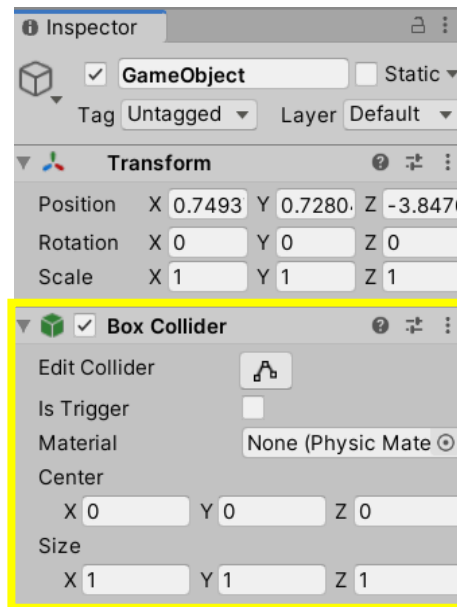 Inspector
GameObject Static
Tag Untagged Layer Default
Transform
Position X 0.7493 Y 0.7280 Z -3.847
Rotation X 0 Y 0 Z 0
Scale X 1 Y 1 Z 1
Box Collider
Edit Collider
Is Trigger
Material None (Physic Mate
Center
X 0 Y 0 Z 0
Size
X 1 Y 1 Z 1